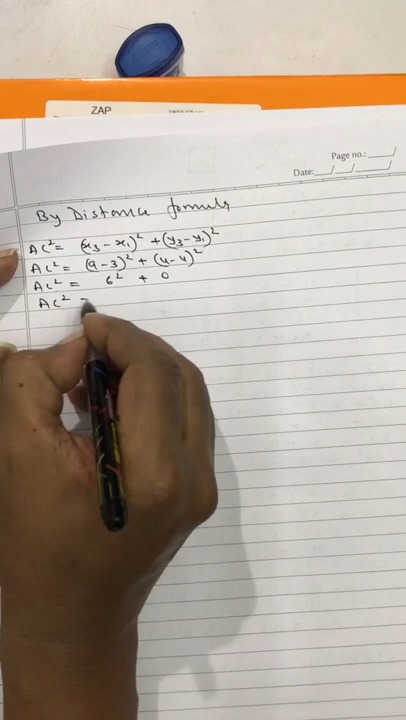 ZAP
Page no.:
Date: / /
By Distance formula
AC² = (x₃-x₁)² + (y₃-y₁)²
AC² = (9-3)² + (4-4)²
AC² = 6² + 0
AC² =